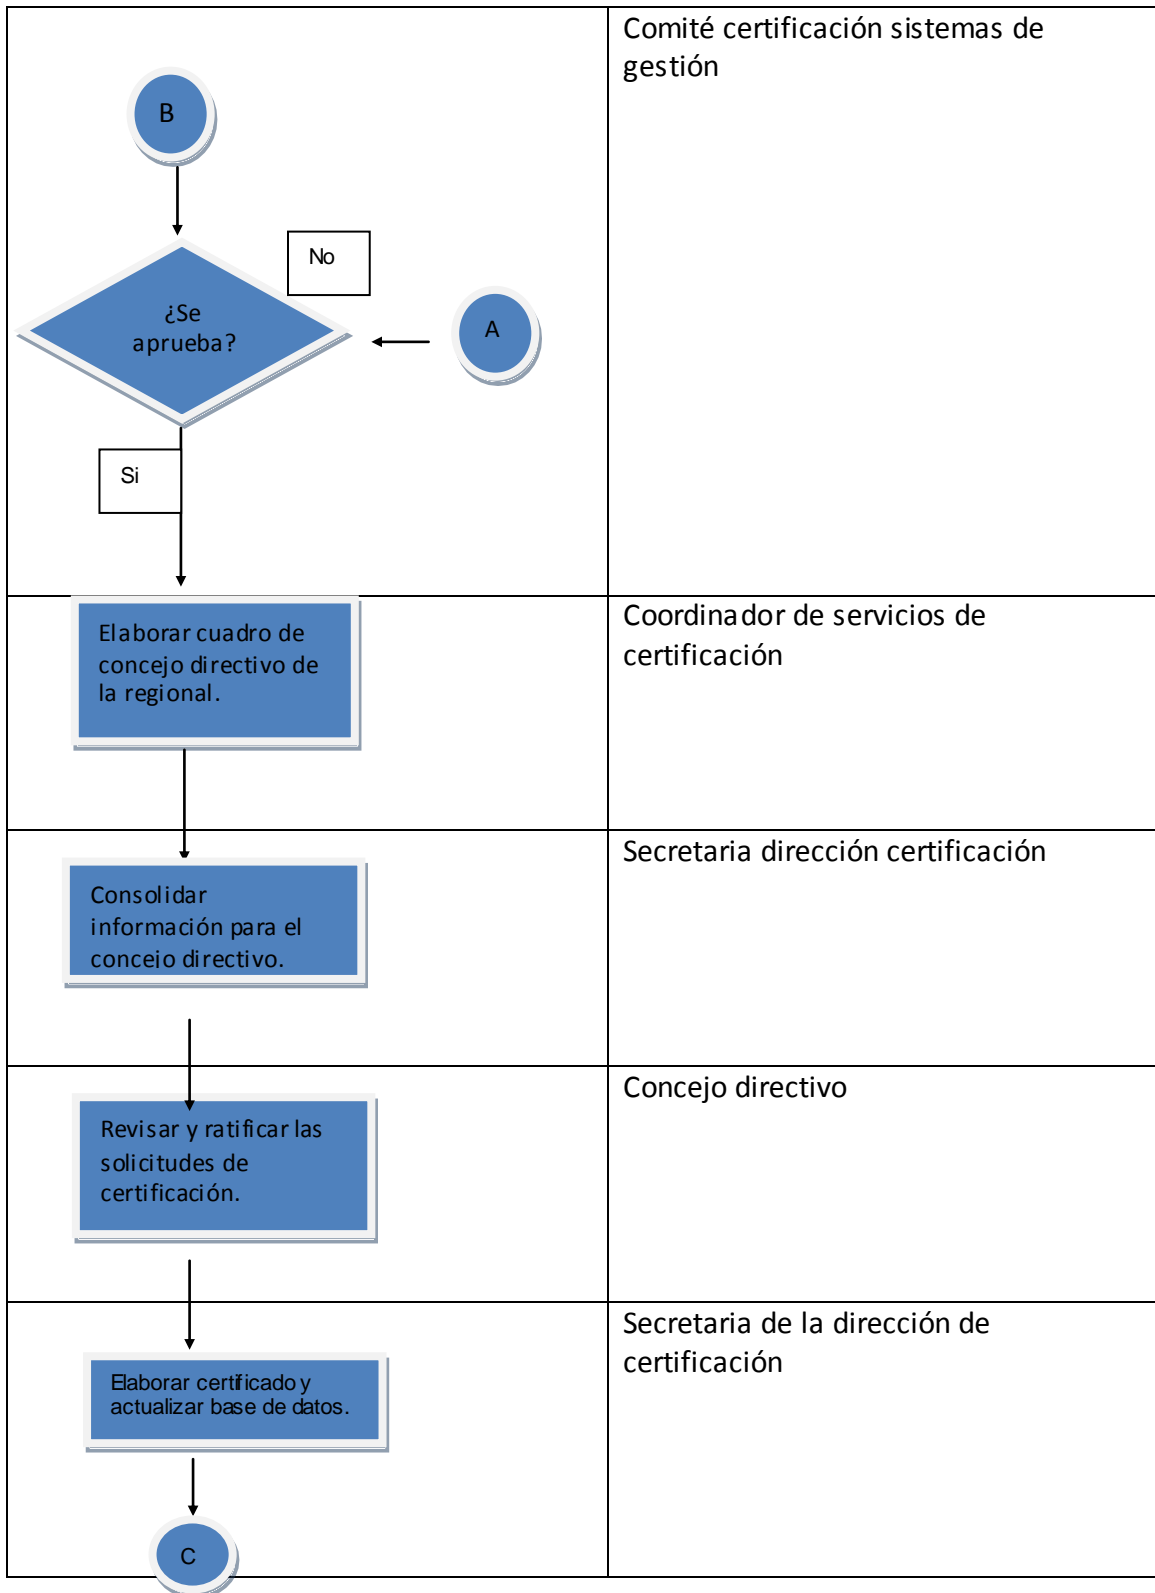 Comité certificación sistemas de
gestión
B
No
¿Se
aprueba?
A
Si
Elaborar cuadro de
concejo directivo de
la regional.
Coordinador de servicios de
certificación
Secretaria dirección certificación
Consolidar
información para el
concejo directivo.
Concejo directivo
Revisar y ratificar las
solicitudes de
certificación.
Secretaria de la dirección de
certificación
Elaborar certificado y
actualizar base de datos.
C